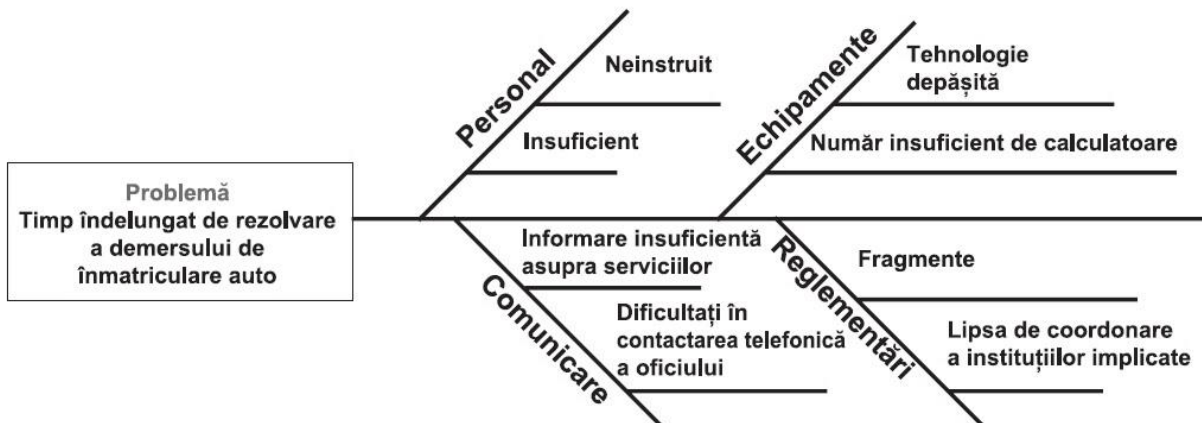 Problemă
Timp îndelungat de rezolvare
a demersului de
înmatriculare auto
Personal
Neinstruit
Insuficient
Echipamente
Tehnologie
depășită
Număr insuficient de calculatoare
Comunicare
Informare insuficientă
asupra serviciilor
Dificultați în
contactarea telefonică
a oficiului
Reglementări
Fragmente
Lipsa de coordonare
a instituțiilor implicate